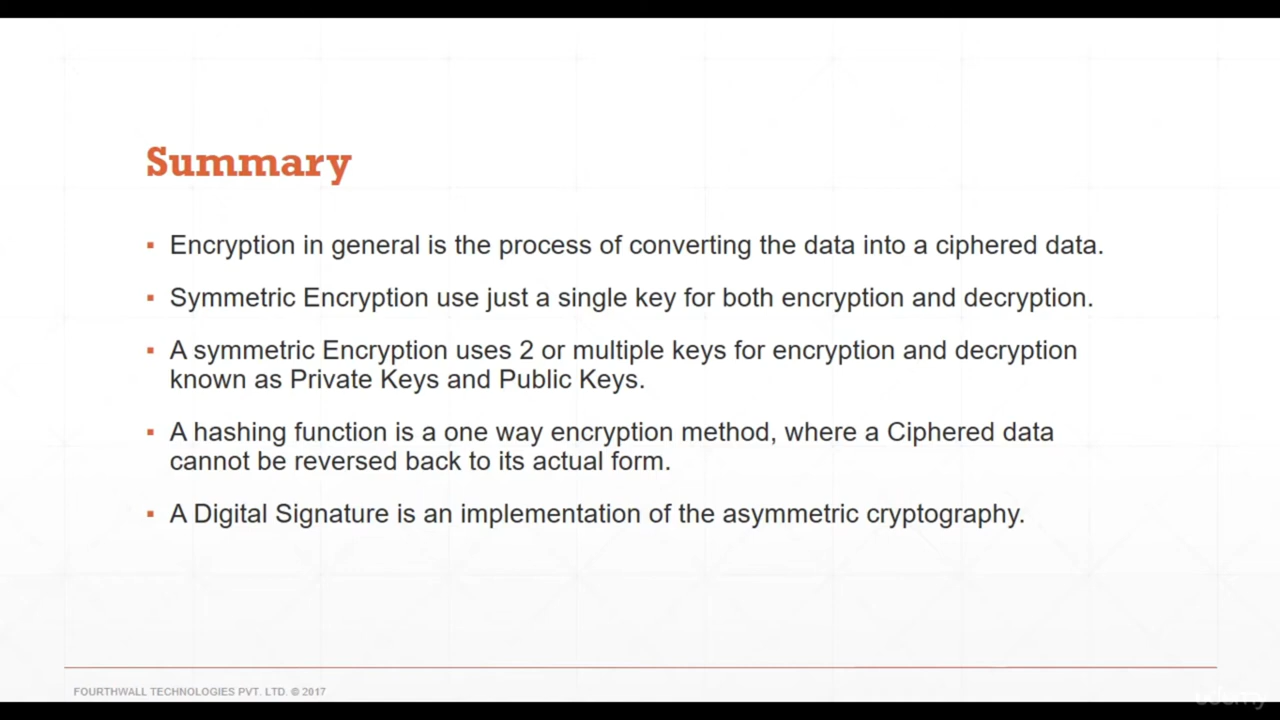 Summary
▪ Encryption in general is the process of converting the data into a ciphered data.
▪ Symmetric Encryption use just a single key for both encryption and decryption.
▪ A symmetric Encryption uses 2 or multiple keys for encryption and decryption
known as Private Keys and Public Keys.
▪ A hashing function is a one way encryption method, where a Ciphered data
cannot be reversed back to its actual form.
▪ A Digital Signature is an implementation of the asymmetric cryptography.
FOURTHWALL TECHNOLOGIES PVT. LTD. © 2017
udemy